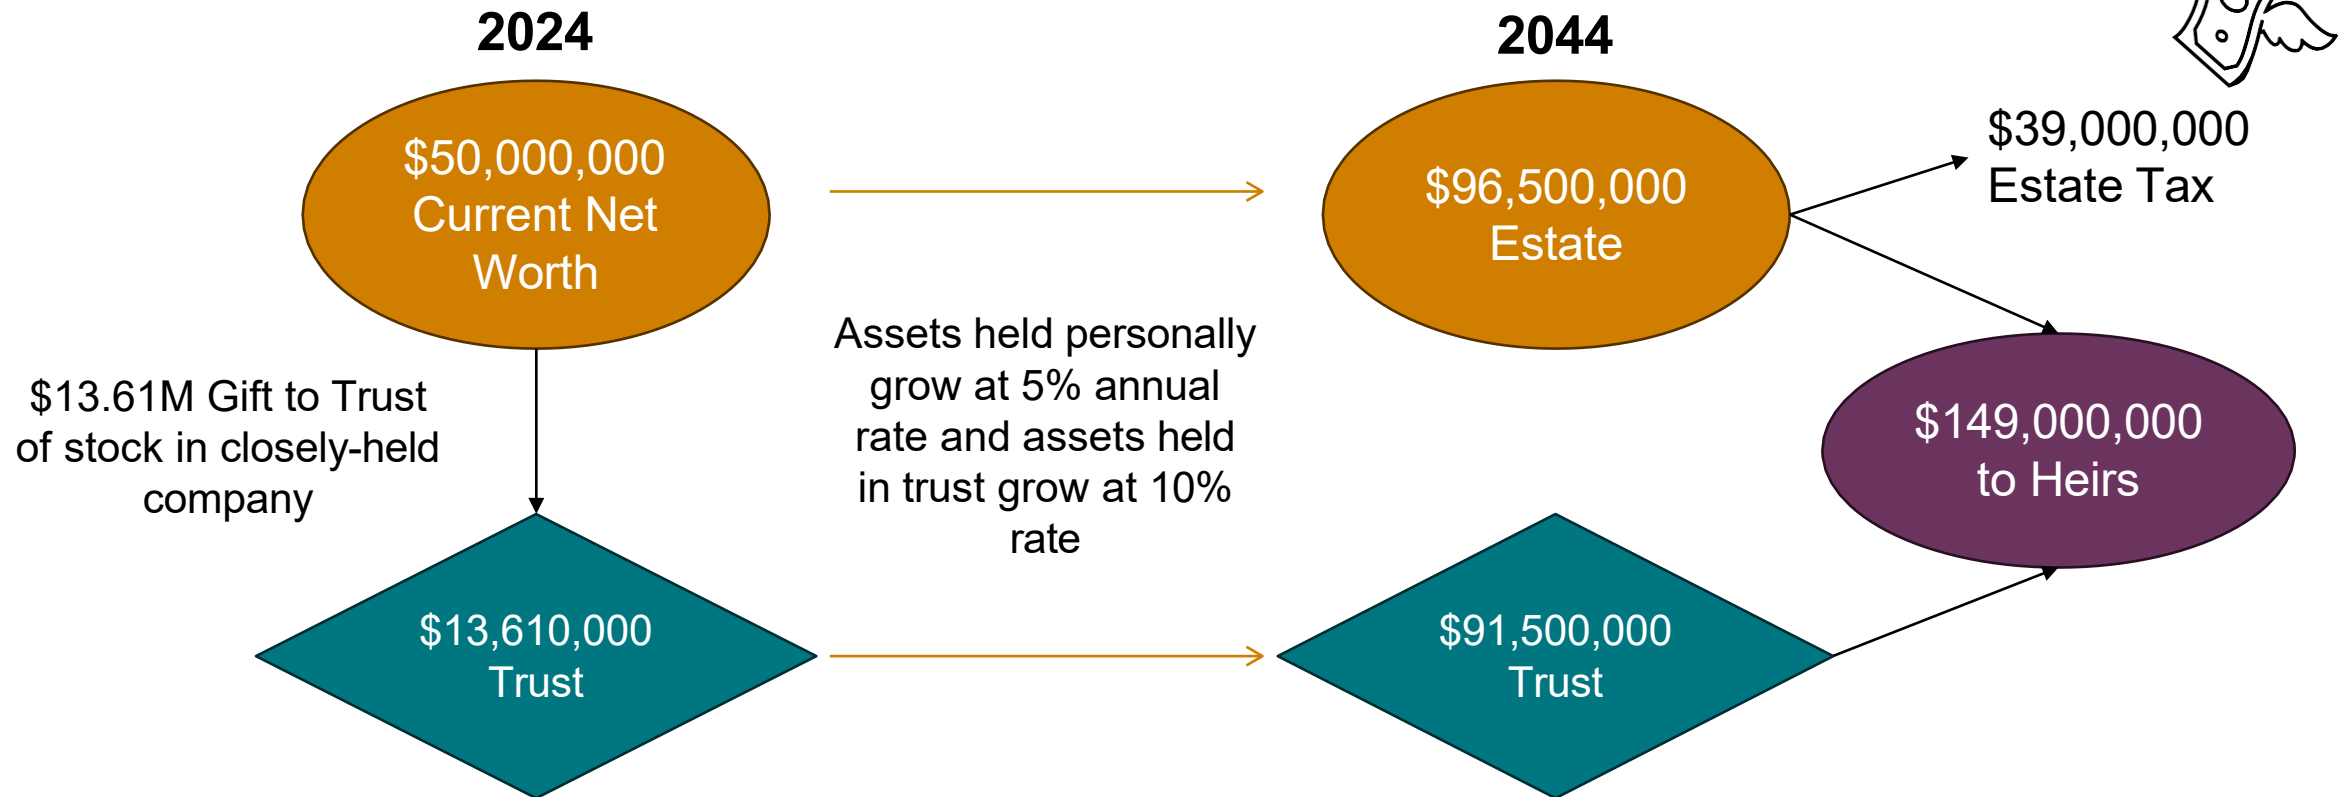 2024
2044
$50,000,000
Current Net
Worth
$96,500,000
Estate
$39,000,000
Estate Tax
$13.61M Gift to Trust
of stock in closely-held
company
Assets held personally
grow at 5% annual
rate and assets held
in trust grow at 10%
rate
$149,000,000
to Heirs
$13,610,000
Trust
$91,500,000
Trust